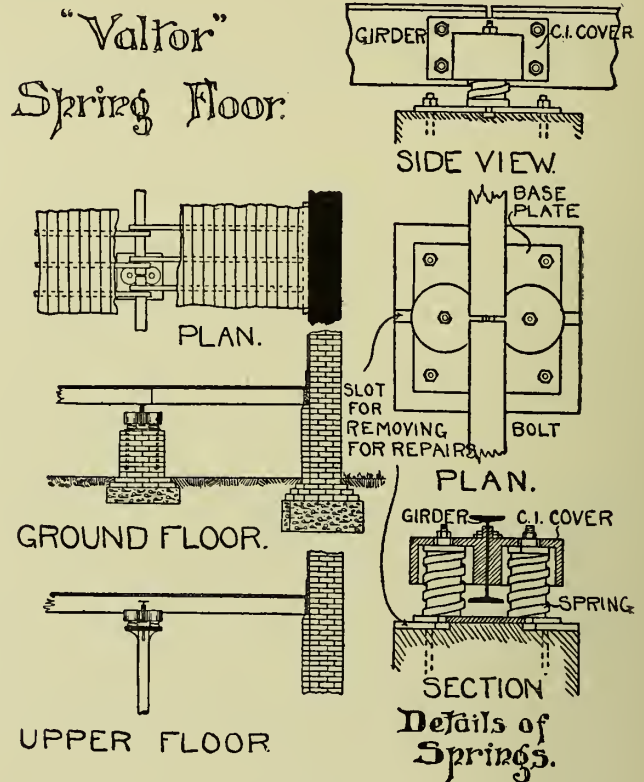 "Valtor"
Spring Floor.
GIRDER
C.I. COVER
SIDE VIEW.
PLAN.
BASE
PLATE
SLOT
FOR
REMOVING
FOR REPAIRS
BOLT
PLAN.
GROUND FLOOR.
GIRDER
C.I. COVER
SPRING
SECTION
UPPER FLOOR
Details of
Springs.